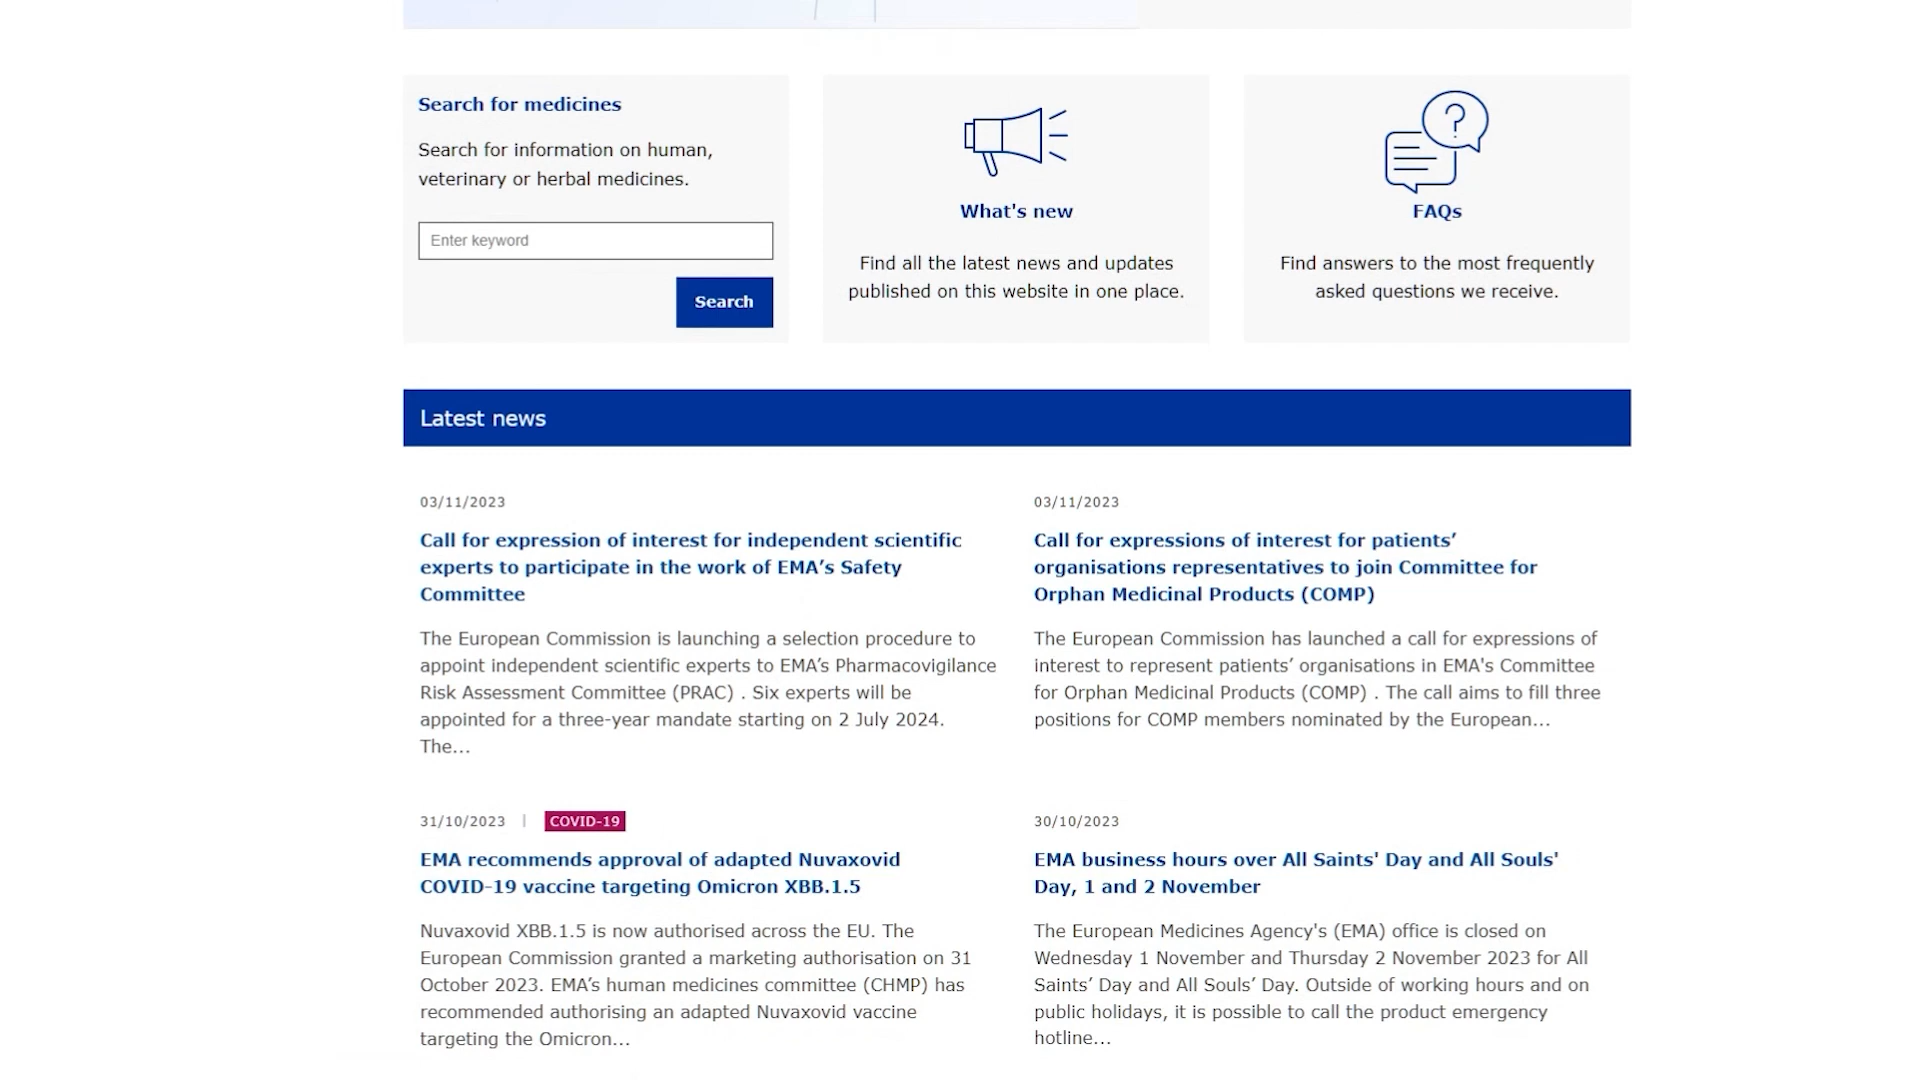 Search for medicines
Search for information on human,
veterinary or herbal medicines.
Enter keyword
Search
What's new
Find all the latest news and updates
published on this website in one place.
?
FAQs
Find answers to the most frequently
asked questions we receive.
Latest news
03/11/2023
Call for expression of interest for independent scientific
experts to participate in the work of EMA’s Safety
Committee
The European Commission is launching a selection procedure to
appoint independent scientific experts to EMA’s Pharmacovigilance
Risk Assessment Committee (PRAC) . Six experts will be
appointed for a three-year mandate starting on 2 July 2024.
The...
03/11/2023
Call for expressions of interest for patients’
organisations representatives to join Committee for
Orphan Medicinal Products (COMP)
The European Commission has launched a call for expressions of
interest to represent patients’ organisations in EMA's Committee
for Orphan Medicinal Products (COMP) . The call aims to fill three
positions for COMP members nominated by the European...
31/10/2023 | COVID-19
EMA recommends approval of adapted Nuvaxovid
COVID-19 vaccine targeting Omicron XBB.1.5
Nuvaxovid XBB.1.5 is now authorised across the EU. The
European Commission granted a marketing authorisation on 31
October 2023. EMA’s human medicines committee (CHMP) has
recommended authorising an adapted Nuvaxovid vaccine
targeting the Omicron...
30/10/2023
EMA business hours over All Saints' Day and All Souls'
Day, 1 and 2 November
The European Medicines Agency's (EMA) office is closed on
Wednesday 1 November and Thursday 2 November 2023 for All
Saints’ Day and All Souls’ Day. Outside of working hours and on
public holidays, it is possible to call the product emergency
hotline...